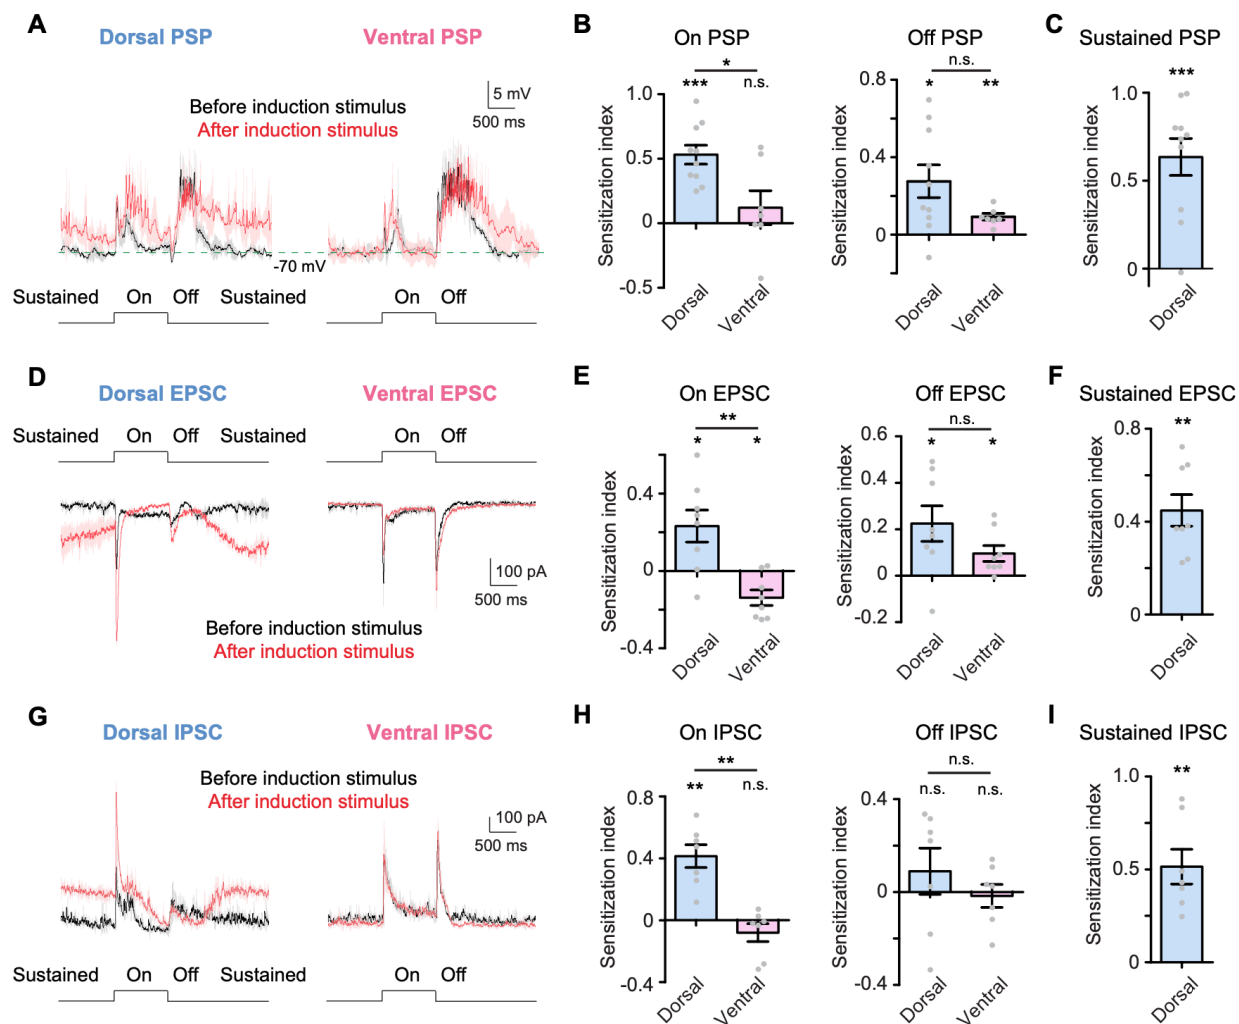 A
Dorsal PSP
Ventral PSP
5 mV
500 ms
Before induction stimulus
After induction stimulus
-70 mV
Sustained On Off Sustained
On Off
B
On PSP
Sensitization index
1.0
0.5
0
-0.5
*
***
n.s.
Dorsal
Ventral
Off PSP
Sensitization index
0.8
0.4
0
n.s.
*
**
Dorsal
Ventral
C
Sustained PSP
Sensitization index
1.0
0.5
0
***
Dorsal
D
Dorsal EPSC
Ventral EPSC
Sustained On Off Sustained
On Off
100 pA
500 ms
Before induction stimulus
After induction stimulus
E
On EPSC
Sensitization index
0.4
0
-0.4
**
*
*
Dorsal
Ventral
Off EPSC
Sensitization index
0.6
0.4
0.2
0
-0.2
n.s.
*
*
Dorsal
Ventral
F
Sustained EPSC
Sensitization index
0.8
0.4
0
**
Dorsal
G
Dorsal IPSC
Ventral IPSC
Before induction stimulus
After induction stimulus
100 pA
500 ms
Sustained On Off Sustained
On Off
H
On IPSC
Sensitization index
0.8
0.4
0
-0.4
**
**
n.s.
Dorsal
Ventral
Off IPSC
Sensitization index
0.4
0
-0.4
n.s.
n.s.
n.s.
Dorsal
Ventral
I
Sustained IPSC
Sensitization index
1.0
0.5
0
**
Dorsal